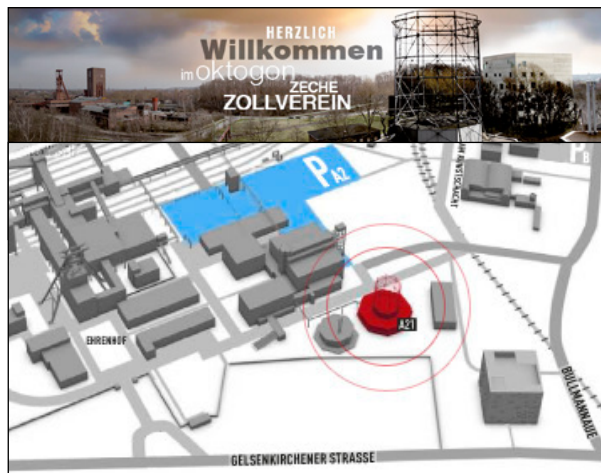 HERZLICH
Willkommen
im oktogon
ZECHE
ZOLLVEREIN
P A2
P B
A21
EHRENHOF
BULLMANNAUE
GELSENKIRCHENER STRASSE